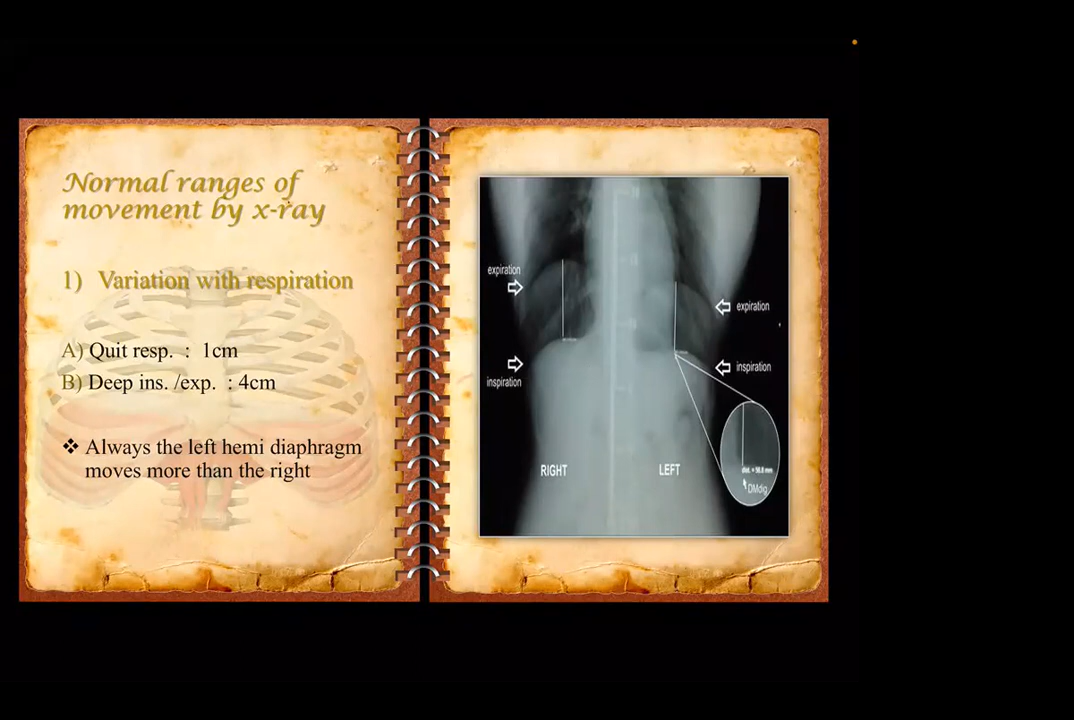 Normal ranges of
movement by x-ray
1) Variation with respiration
A) Quit resp. : 1cm
B) Deep ins. /exp. : 4cm
❖ Always the left hemi diaphragm
moves more than the right
expiration
inspiration
expiration
inspiration
RIGHT
LEFT
DMdig